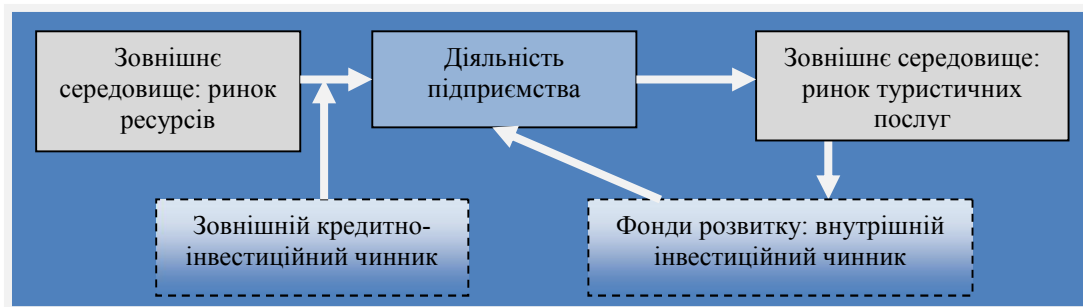 Зовнішнє
середовище: ринок
ресурсів
Діяльність
підприємства
Зовнішнє середовище:
ринок туристичних
послуг
Зовнішній кредитно-
інвестиційний чинник
Фонди розвитку: внутрішній
інвестиційний чинник